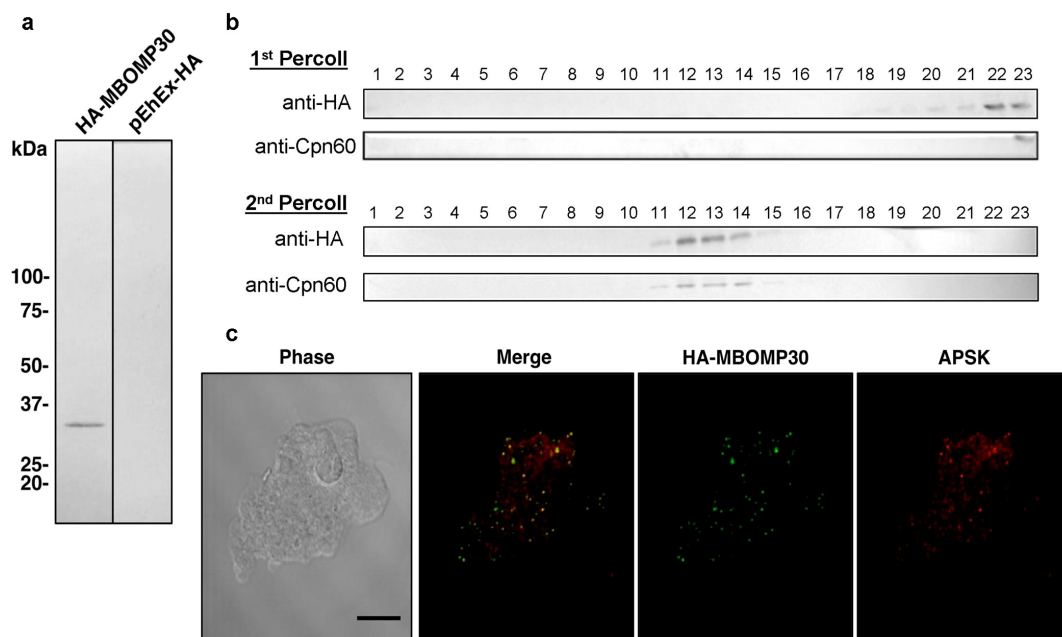 a
HA-MBOMP30
pEhEx-HA
kDa
100-
75-
50-
37-
25-
20-
b
1st Percoll
1 2 3 4 5 6 7 8 9 10 11 12 13 14 15 16 17 18 19 20 21 22 23
anti-HA
anti-Cpn60
2nd Percoll
1 2 3 4 5 6 7 8 9 10 11 12 13 14 15 16 17 18 19 20 21 22 23
anti-HA
anti-Cpn60
c
Phase
Merge
HA-MBOMP30
APSK